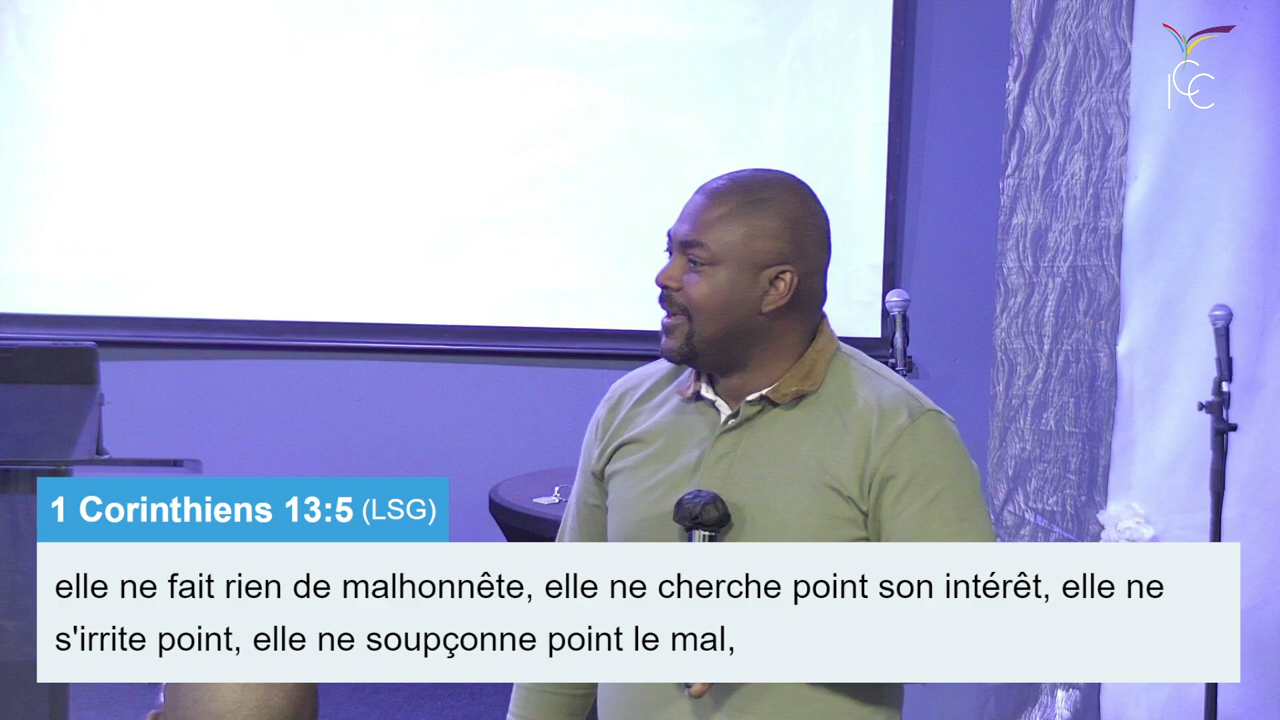 ICC
1 Corinthiens 13:5 (LSG)
elle ne fait rien de malhonnête, elle ne cherche point son intérêt, elle ne
s'irrite point, elle ne soupçonne point le mal,